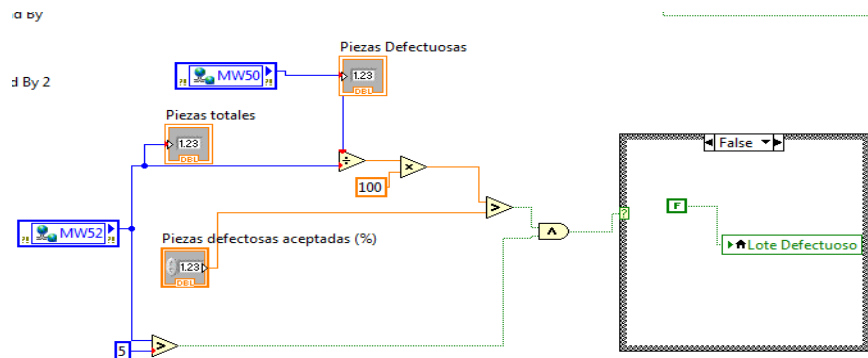 nd By
Piezas Defectuosas
MW50
1.23
DBL
d By 2
Piezas totales
1.23
DBL
False
100
MW52
Piezas defectosas aceptadas (%)
1.23
DBL
F
Lote Defectuoso
5